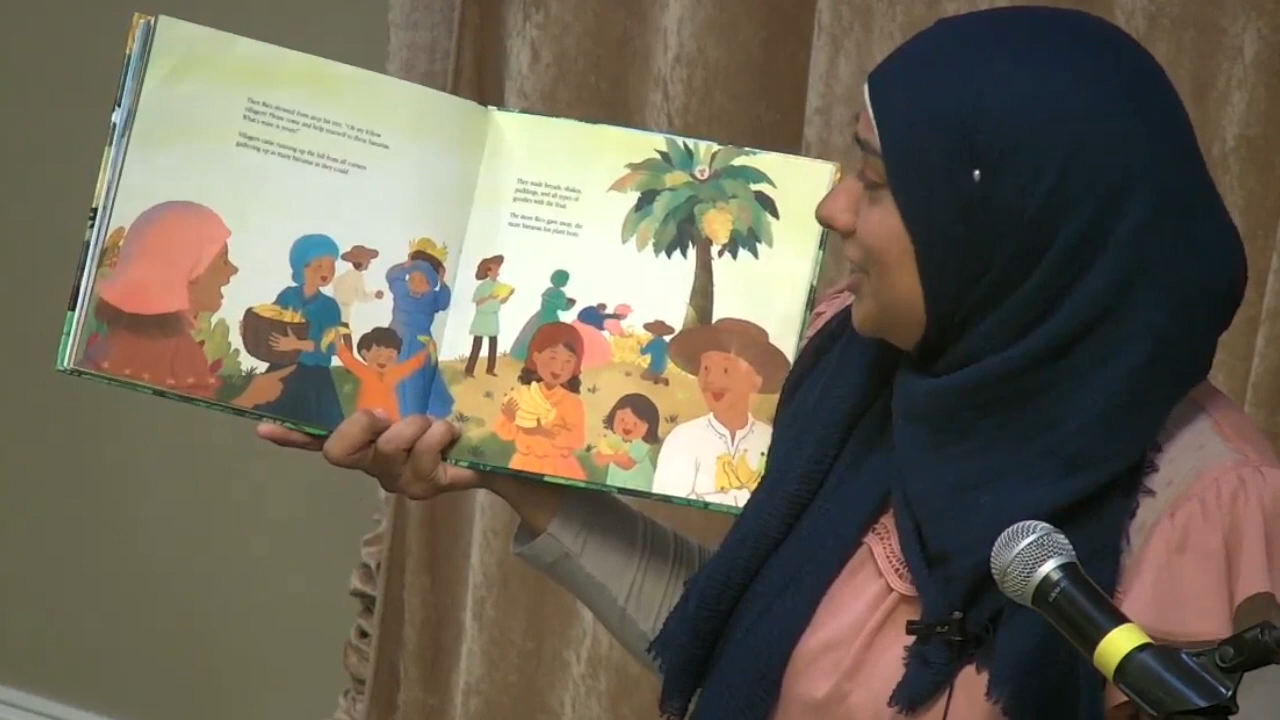 Then Rico shouted from atop his tree, "Oh my fellow
villagers! Please come and help yourself to these bananas.
What's mine is yours!"
Villagers came running up the hill from all corners
gathering up as many bananas as they could.
They made breads, shakes,
puddings, and all types of
goodies with the fruit.
The more Rico gave away, the
more bananas his plant bore.